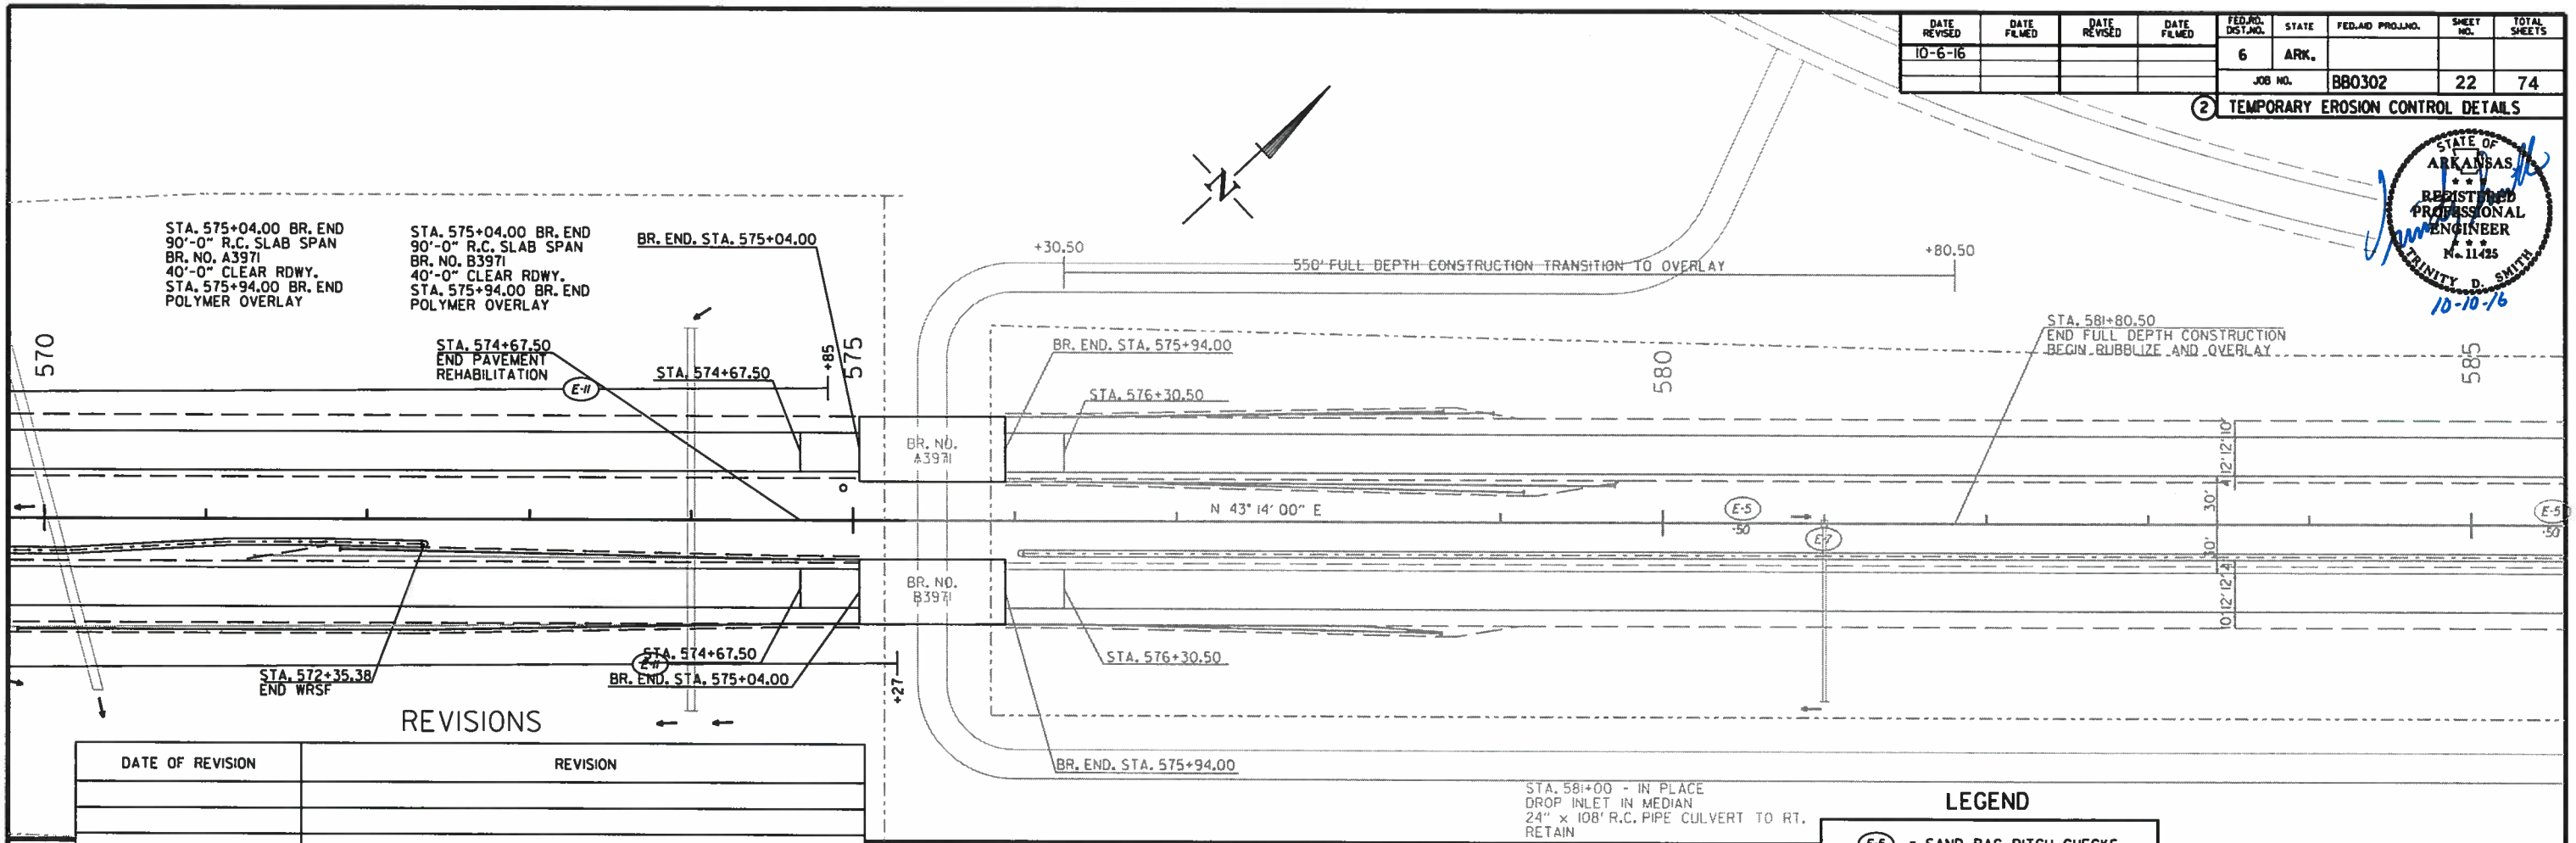 DATE REVISED
DATE FILMED
DATE REVISED
DATE FILMED
FED.RD. DIST.NO.
STATE
FED.AID PROJ.NO.
SHEET NO.
TOTAL SHEETS
10-6-16
6
ARK.
JOB NO.
BB0302
22
74
2 TEMPORARY EROSION CONTROL DETAILS
STATE OF
ARKANSAS
REGISTERED
PROFESSIONAL
ENGINEER
No. 11425
TRINITY D. SMITH
10-10-16
N
STA. 575+04.00 BR. END
90'-0" R.C. SLAB SPAN
BR. NO. A3971
40'-0" CLEAR RDWY.
STA. 575+94.00 BR. END
POLYMER OVERLAY
STA. 575+04.00 BR. END
90'-0" R.C. SLAB SPAN
BR. NO. B3971
40'-0" CLEAR RDWY.
STA. 575+94.00 BR. END
POLYMER OVERLAY
BR. END. STA. 575+04.00
+30.50
550' FULL DEPTH CONSTRUCTION TRANSITION TO OVERLAY
+80.50
STA. 581+80.50
END FULL DEPTH CONSTRUCTION
BEGIN RUBBLIZE AND OVERLAY
570
STA. 574+67.50
END PAVEMENT
REHABILITATION
E-11
STA. 574+67.50
+85
575
BR. END. STA. 575+94.00
STA. 576+30.50
580
585
BR. NO.
A3971
4'12'12'10'
N 43° 14' 00" E
E-5
.50
E-7
30'
30'
E-5
.50
BR. NO.
B3971
10'12'12'4'
STA. 574+67.50
E-11
BR. END. STA. 575+04.00
STA. 572+35.38
END WRSF
+27
STA. 576+30.50
BR. END. STA. 575+94.00
REVISIONS
DATE OF REVISION
REVISION
STA. 581+00 - IN PLACE
DROP INLET IN MEDIAN
24" x 108' R.C. PIPE CULVERT TO RT.
RETAIN
LEGEND
E-5 = SAND BAG DITCH CHECKS